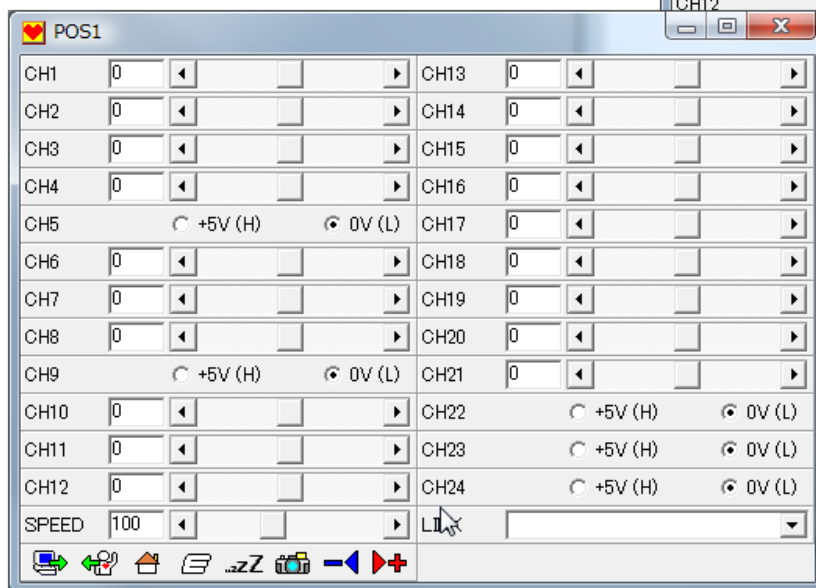 CH12
POS1
CH1 0
CH2 0
CH3 0
CH4 0
CH5 +5V (H) 0V (L)
CH6 0
CH7 0
CH8 0
CH9 +5V (H) 0V (L)
CH10 0
CH11 0
CH12 0
SPEED 100
CH13 0
CH14 0
CH15 0
CH16 0
CH17 0
CH18 0
CH19 0
CH20 0
CH21 0
CH22 +5V (H) 0V (L)
CH23 +5V (H) 0V (L)
CH24 +5V (H) 0V (L)
...zZ